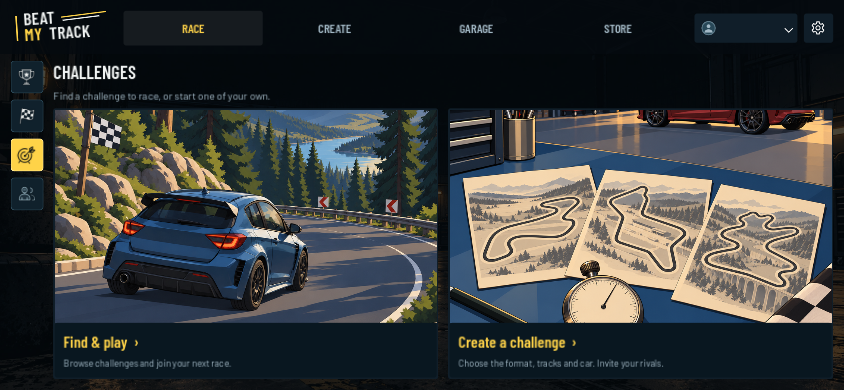 BEAT
MY TRACK
RACE
CREATE
GARAGE
STORE
CHALLENGES
Find a challenge to race, or start one of your own.
Find & play ›
Browse challenges and join your next race.
Create a challenge ›
Choose the format, tracks and car. Invite your rivals.